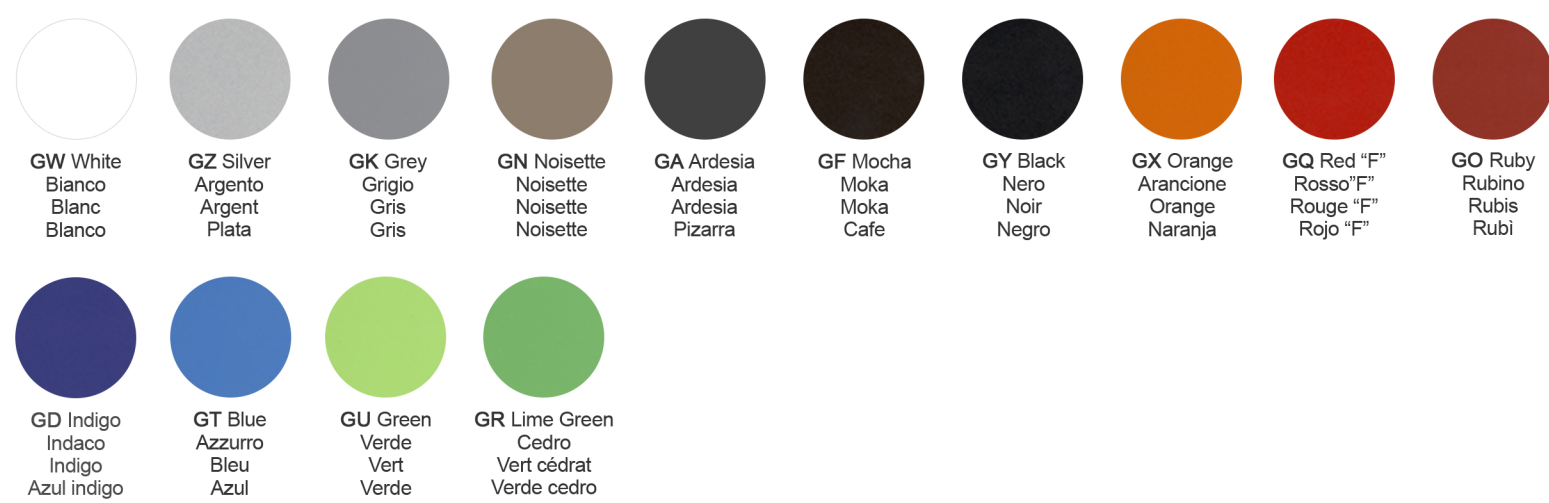 GW White
Bianco
Blanc
Blanco
GZ Silver
Argento
Argent
Plata
GK Grey
Grigio
Gris
Gris
GN Noisette
Noisette
Noisette
Noisette
GA Ardesia
Ardesia
Ardesia
Pizarra
GF Mocha
Moka
Moka
Cafe
GY Black
Nero
Noir
Negro
GX Orange
Arancione
Orange
Naranja
GQ Red “F”
Rosso”F”
Rouge “F”
Rojo “F”
GO Ruby
Rubino
Rubis
Rubì
GD Indigo
Indaco
Indigo
Azul indigo
GT Blue
Azzurro
Bleu
Azul
GU Green
Verde
Vert
Verde
GR Lime Green
Cedro
Vert cédrat
Verde cedro